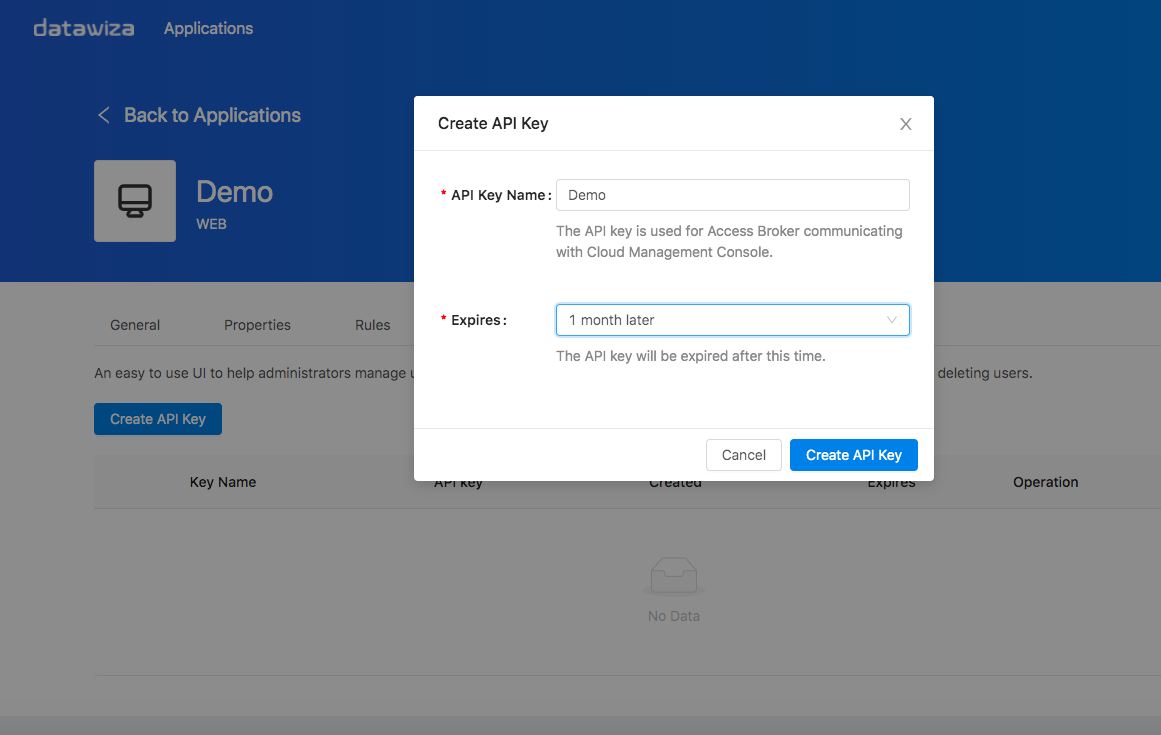 datawiza Applications
Back to Applications
Demo
WEB
General Properties Rules
An easy to use UI to help administrators manage
deleting users.
Create API Key
Key Name API key Created Expires Operation
No Data
Create API Key
* API Key Name: Demo
The API key is used for Access Broker communicating
with Cloud Management Console.
* Expires: 1 month later
The API key will be expired after this time.
Cancel Create API Key